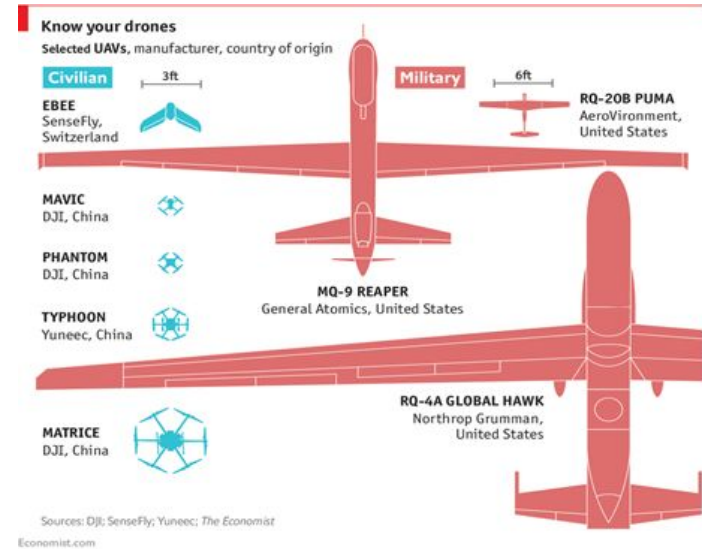 Know your drones
Selected UAVs, manufacturer, country of origin
Civilian
3ft
Military
6ft
EBEE
SenseFly,
Switzerland
RQ-20B PUMA
AeroVironment,
United States
MAVIC
DJI, China
PHANTOM
DJI, China
MQ-9 REAPER
General Atomics, United States
TYPHOON
Yuneec, China
RQ-4A GLOBAL HAWK
Northrop Grumman,
United States
MATRICE
DJI, China
Sources: DJI; SenseFly; Yuneec; The Economist
Economist.com